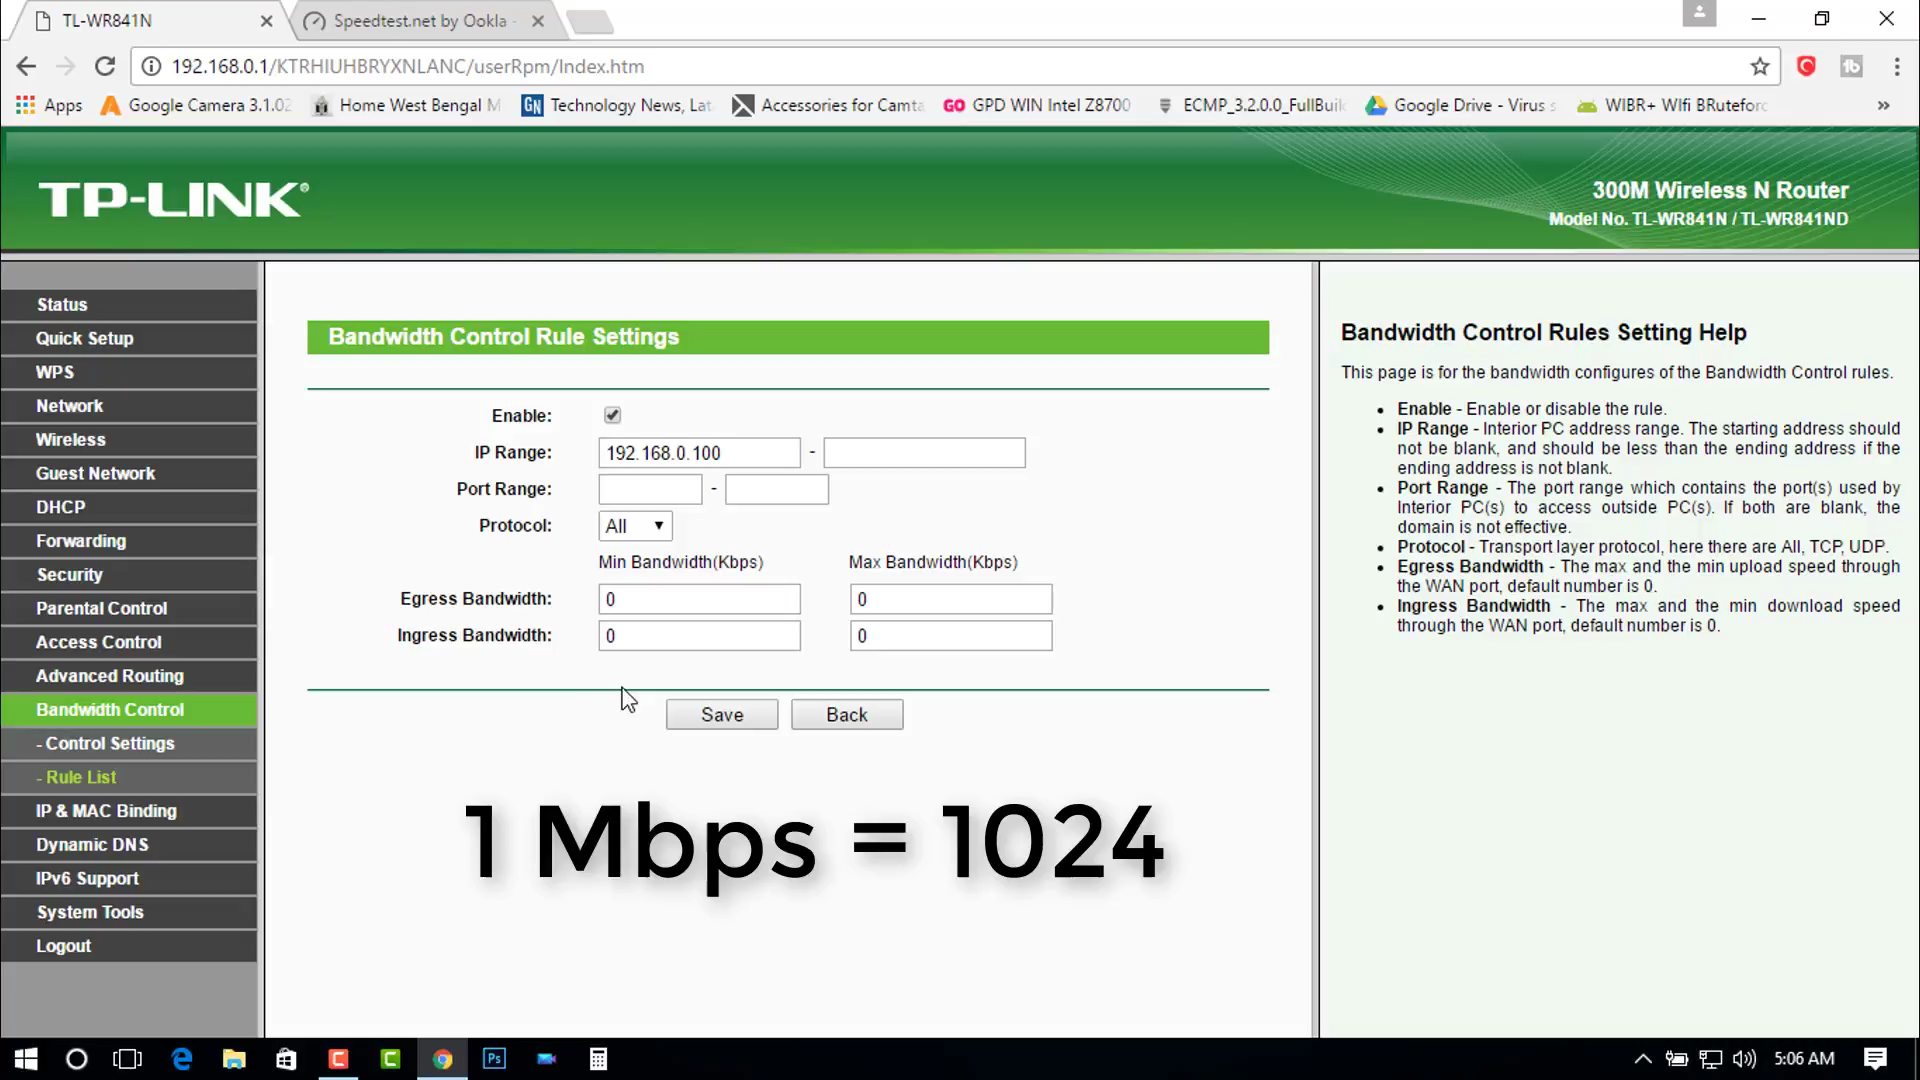 TL-WR841N
Speedtest.net by Ookla -
192.168.0.1/KTRHIUHBRYXNLANC/userRpm/Index.htm
Apps
Google Camera 3.1.02
Home West Bengal M
GN
Technology News, Lat
Accessories for Camta
GO
GPD WIN Intel Z8700
ECMP_3.2.0.0_FullBuil
Google Drive - Virus s
WIBR+ WIfi BRuteforc
»
TP-LINK®
300M Wireless N Router
Model No. TL-WR841N / TL-WR841ND
Status
Quick Setup
WPS
Network
Wireless
Guest Network
DHCP
Forwarding
Security
Parental Control
Access Control
Advanced Routing
Bandwidth Control
- Control Settings
- Rule List
IP & MAC Binding
Dynamic DNS
IPv6 Support
System Tools
Logout
Bandwidth Control Rule Settings
Enable:
IP Range: 192.168.0.100 -
Port Range: -
Protocol: All
Min Bandwidth(Kbps) Max Bandwidth(Kbps)
Egress Bandwidth: 0 0
Ingress Bandwidth: 0 0
Save Back
1 Mbps = 1024
Bandwidth Control Rules Setting Help
This page is for the bandwidth configures of the Bandwidth Control rules.
• Enable - Enable or disable the rule.
• IP Range - Interior PC address range. The starting address should
not be blank, and should be less than the ending address if the
ending address is not blank.
• Port Range - The port range which contains the port(s) used by
Interior PC(s) to access outside PC(s). If both are blank, the
domain is not effective.
• Protocol - Transport layer protocol, here there are All, TCP, UDP.
• Egress Bandwidth - The max and the min upload speed through
the WAN port, default number is 0.
• Ingress Bandwidth - The max and the min download speed
through the WAN port, default number is 0.
Ps
5:06 AM